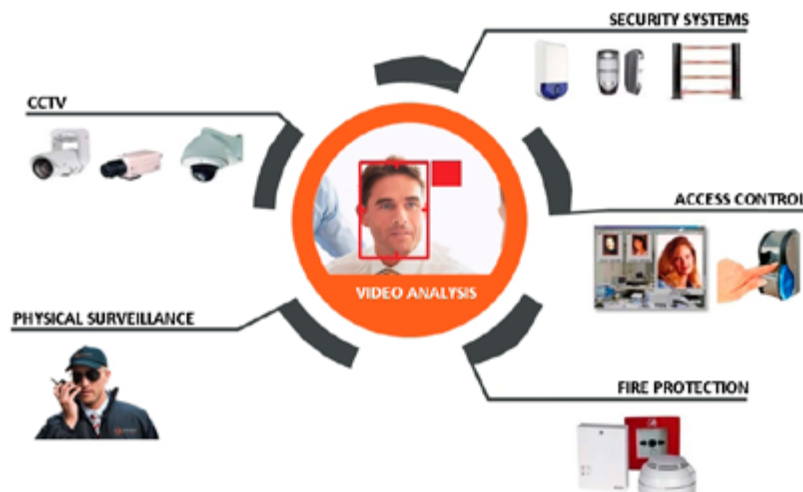 SECURITY SYSTEMS
CCTV
ACCESS CONTROL
VIDEO ANALYSIS
PHYSICAL SURVEILLANCE
FIRE PROTECTION